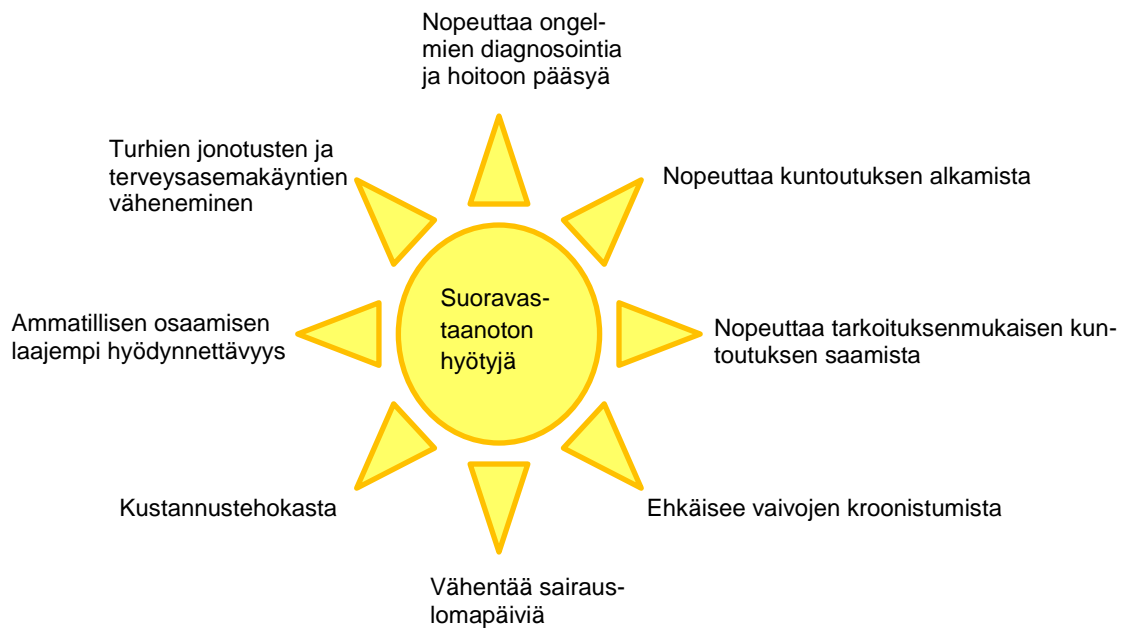 Nopeuttaa ongel-
mien diagnosointia
ja hoitoon pääsyä
Turhien jonotusten ja
terveysasemakäyntien
väheneminen
Nopeuttaa kuntoutuksen alkamista
Suoravas-
taanoton
hyötyjä
Ammatillisen osaamisen
laajempi hyödynnettävyys
Nopeuttaa tarkoituksenmukaisen kun-
toutuksen saamista
Kustannustehokasta
Ehkäisee vaivojen kroonistumista
Vähentää sairaus-
lomapäiviä